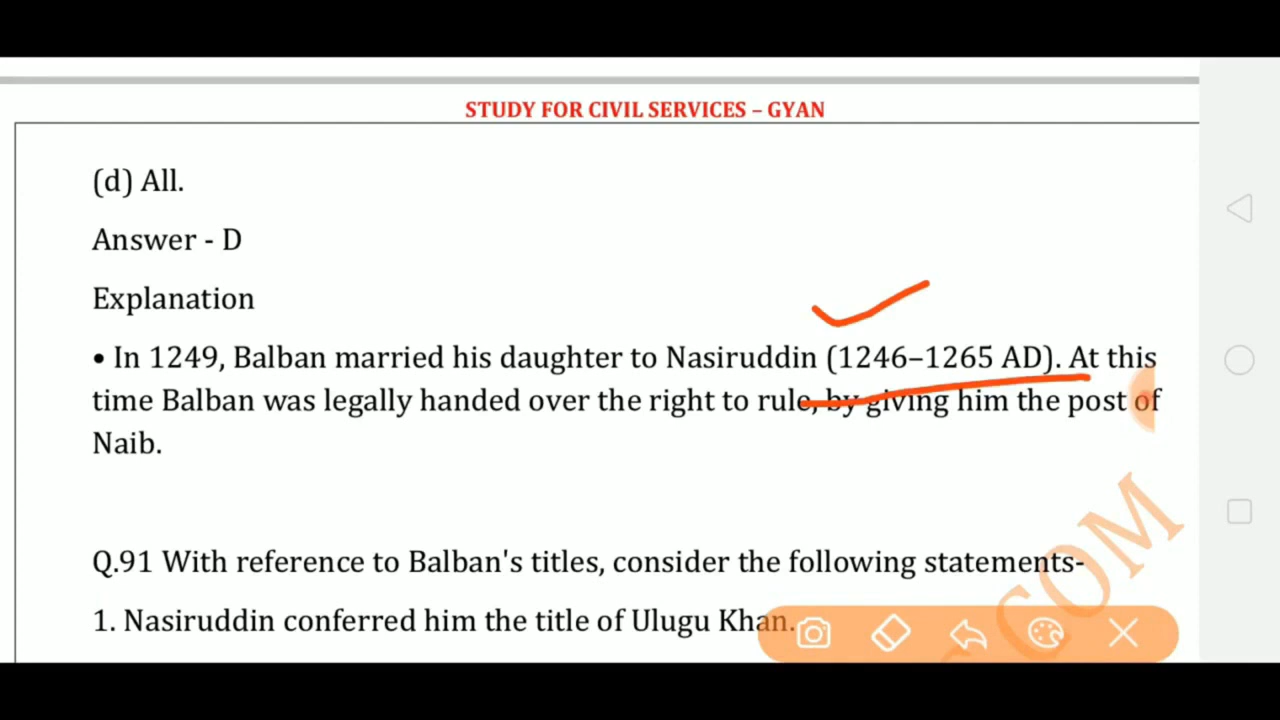 STUDY FOR CIVIL SERVICES – GYAN
(d) All.
Answer - D
Explanation
• In 1249, Balban married his daughter to Nasiruddin (1246–1265 AD). At this
time Balban was legally handed over the right to rule, by giving him the post of
Naib.
Q.91 With reference to Balban's titles, consider the following statements-
1. Nasiruddin conferred him the title of Ulugu Khan.
COM